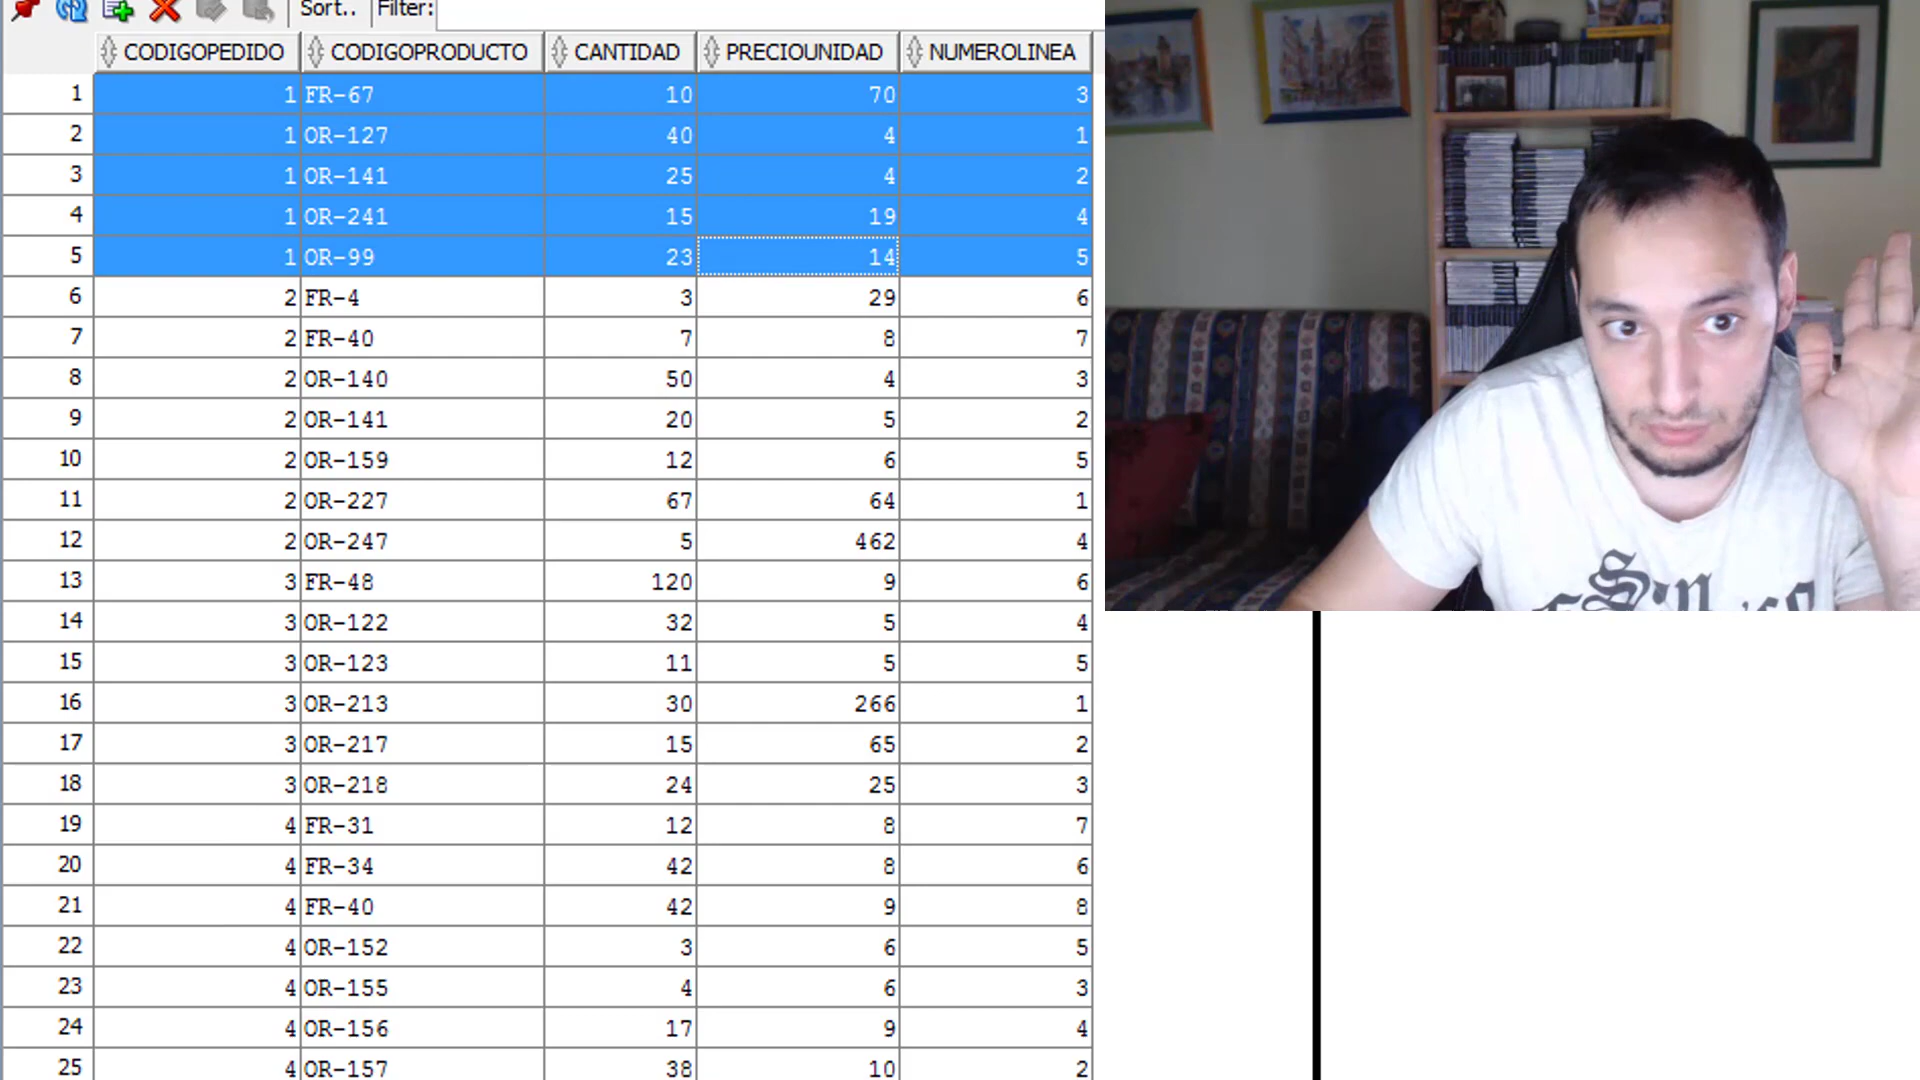 Sort.. Filter:
CODIGOPEDIDO CODIGOPRODUCTO CANTIDAD PRECIOUNIDAD NUMEROLINEA
1 1 FR-67 10 70 3
2 1 OR-127 40 4 1
3 1 OR-141 25 4 2
4 1 OR-241 15 19 4
5 1 OR-99 23 14 5
6 2 FR-4 3 29 6
7 2 FR-40 7 8 7
8 2 OR-140 50 4 3
9 2 OR-141 20 5 2
10 2 OR-159 12 6 5
11 2 OR-227 67 64 1
12 2 OR-247 5 462 4
13 3 FR-48 120 9 6
14 3 OR-122 32 5 4
15 3 OR-123 11 5 5
16 3 OR-213 30 266 1
17 3 OR-217 15 65 2
18 3 OR-218 24 25 3
19 4 FR-31 12 8 7
20 4 FR-34 42 8 6
21 4 FR-40 42 9 8
22 4 OR-152 3 6 5
23 4 OR-155 4 6 3
24 4 OR-156 17 9 4
25 4 OR-157 38 10 2